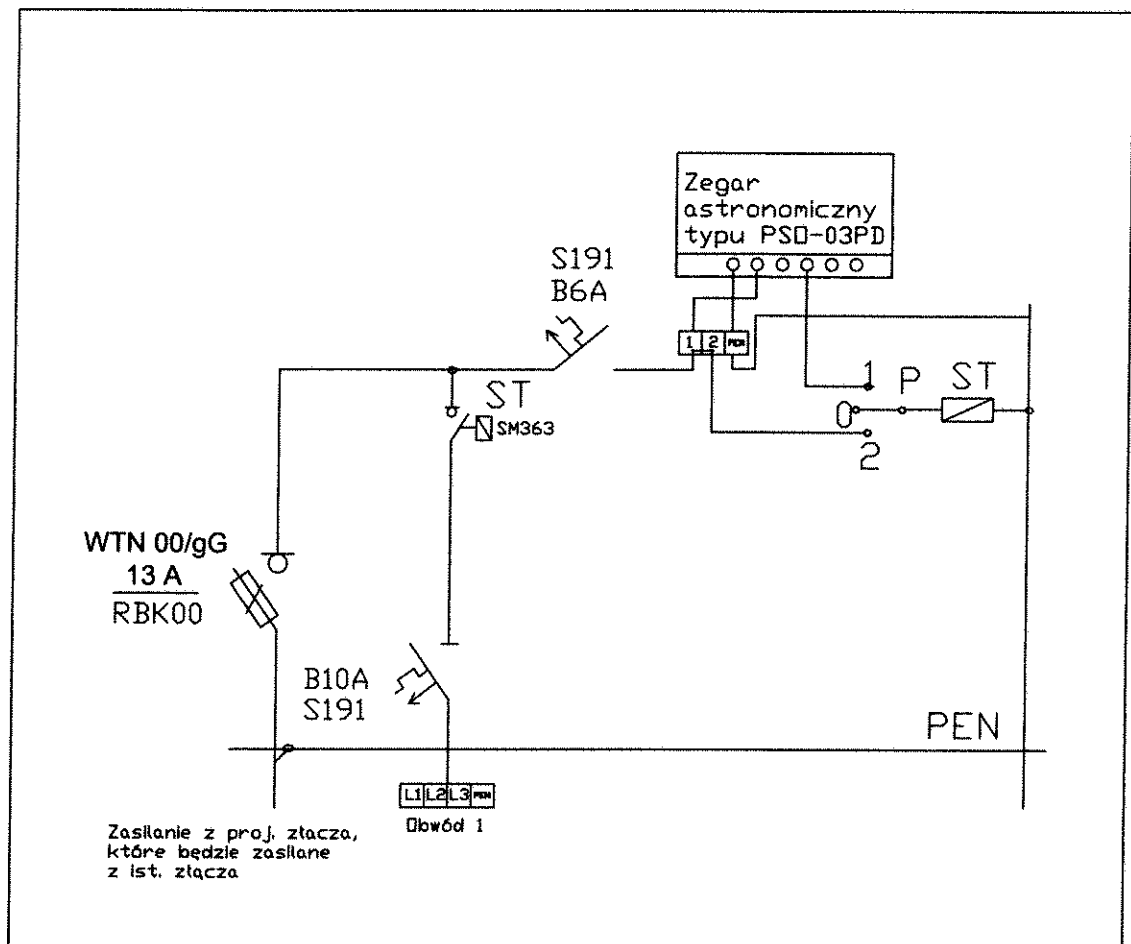 Zegar
astronomiczny
typu PSO-03PD
S191
B6A
1 2 PEN
1
P
ST
0
2
ST
SM363
WTN 00/gG
13 A
RBK00
B10A
S191
PEN
L1 L2 L3 PEN
Obwód 1
Zasilanie z proj. złacza,
które będzie zasilane
z ist. złącza